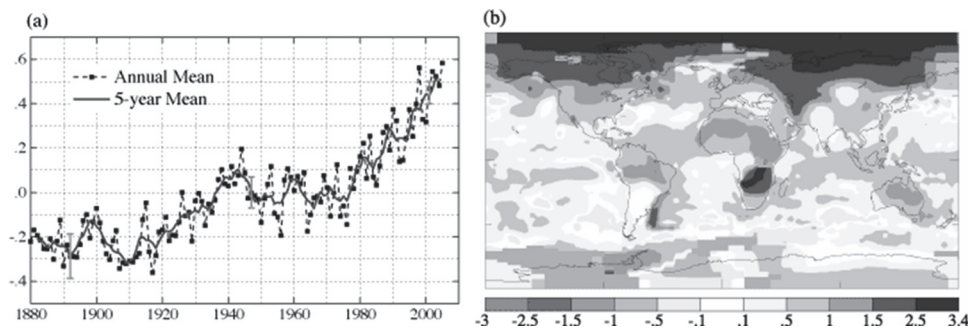 (a)
.6
.4
.2
.0
-.2
-.4
Annual Mean
5-year Mean
1880 1900 1920 1940 1960 1980 2000
(b)
-3 -2.5 -1.5 -1 -.5 -.1 .1 .5 1 1.5 2.5 3.4